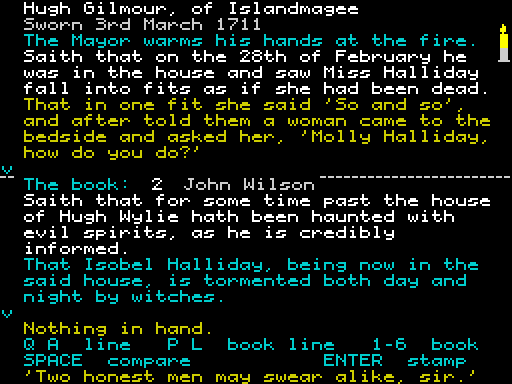 Hugh Gilmour, of Islandmagee
Sworn 3rd March 1711
The Mayor warms his hands at the fire.
Saith that on the 28th of February he
was in the house and saw Miss Halliday
fall into fits as if she had been dead.
That in one fit she said 'So and so',
and after told them a woman came to the
bedside and asked her, 'Molly Halliday,
how do you do?'
v
The book: 2 John Wilson
Saith that for some time past the house
of Hugh Wylie hath been haunted with
evil spirits, as he is credibly
informed.
That Isobel Halliday, being now in the
said house, is tormented both day and
night by witches.
v
Nothing in hand.
Q A line P L book line 1-6 book
SPACE compare ENTER stamp
'Two honest men may swear alike, sir.'